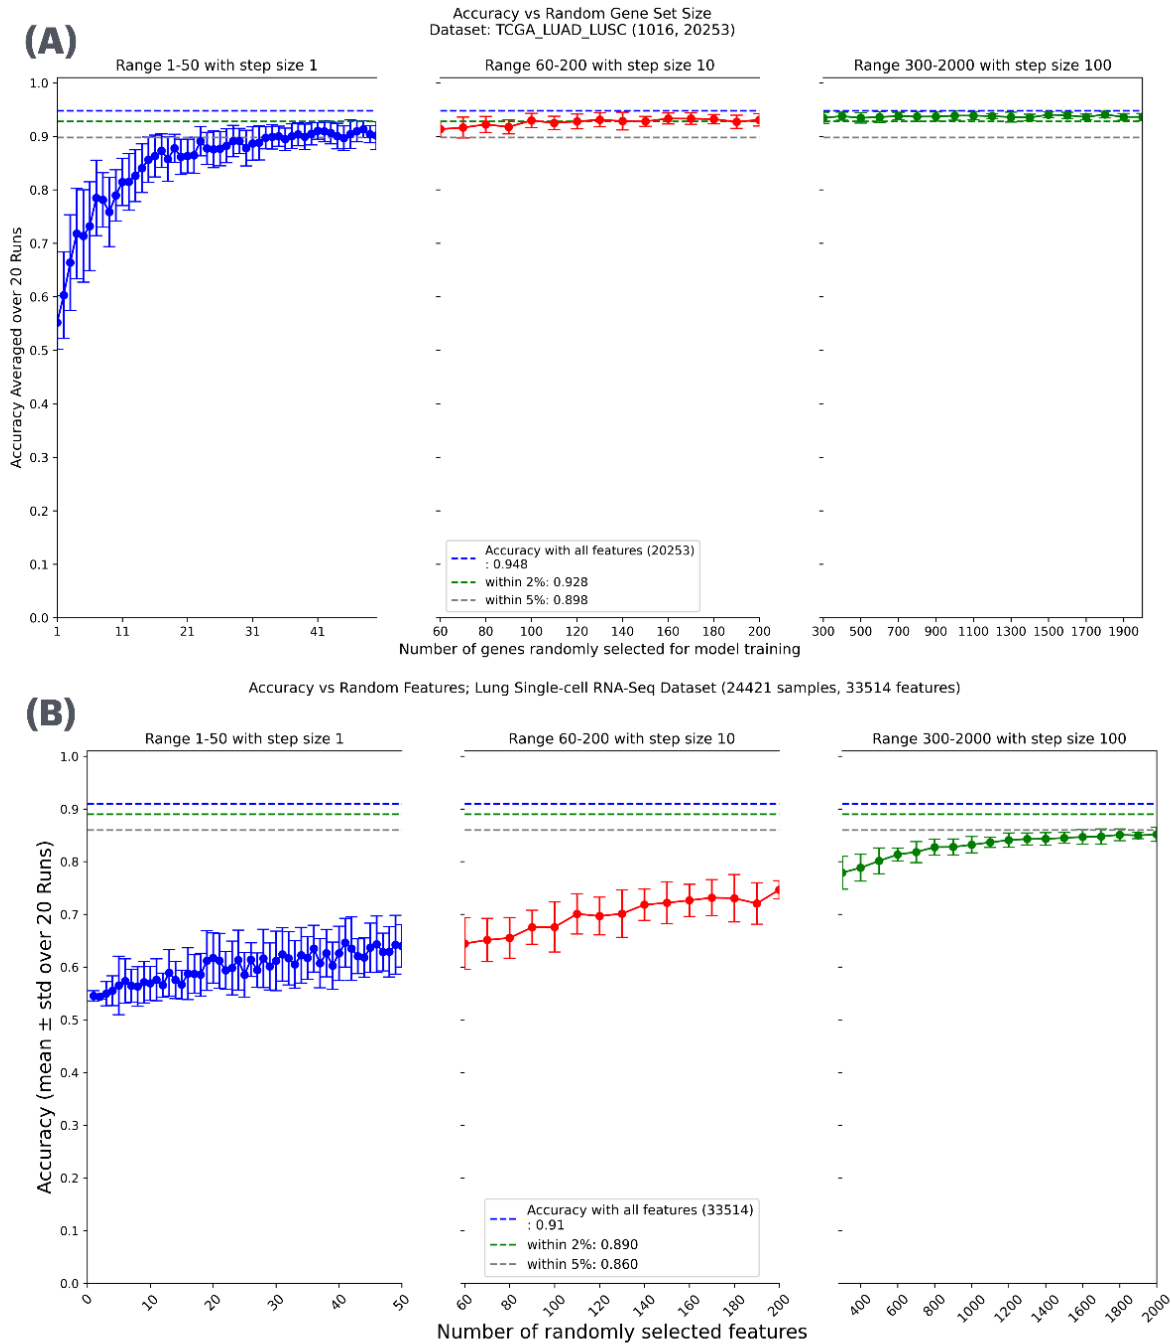 (A)
Accuracy vs Random Gene Set Size
Dataset: TCGA_LUAD_LUSC (1016, 20253)
Range 1-50 with step size 1
Range 60-200 with step size 10
Range 300-2000 with step size 100
Accuracy Averaged over 20 Runs
1.0
0.9
0.8
0.7
0.6
0.5
0.4
0.3
0.2
0.1
0.0
1 11 21 31 41
60 80 100 120 140 160 180 200
300 500 700 900 1100 1300 1500 1700 1900
Accuracy with all features (20253)
: 0.948
within 2%: 0.928
within 5%: 0.898
Number of genes randomly selected for model training
(B)
Accuracy vs Random Features; Lung Single-cell RNA-Seq Dataset (24421 samples, 33514 features)
Range 1-50 with step size 1
Range 60-200 with step size 10
Range 300-2000 with step size 100
Accuracy (mean ± std over 20 Runs)
1.0
0.9
0.8
0.7
0.6
0.5
0.4
0.3
0.2
0.1
0.0
0 10 20 30 40 50
60 80 100 120 140 160 180 200
400 600 800 1000 1200 1400 1600 1800 2000
Accuracy with all features (33514)
: 0.91
within 2%: 0.890
within 5%: 0.860
Number of randomly selected features